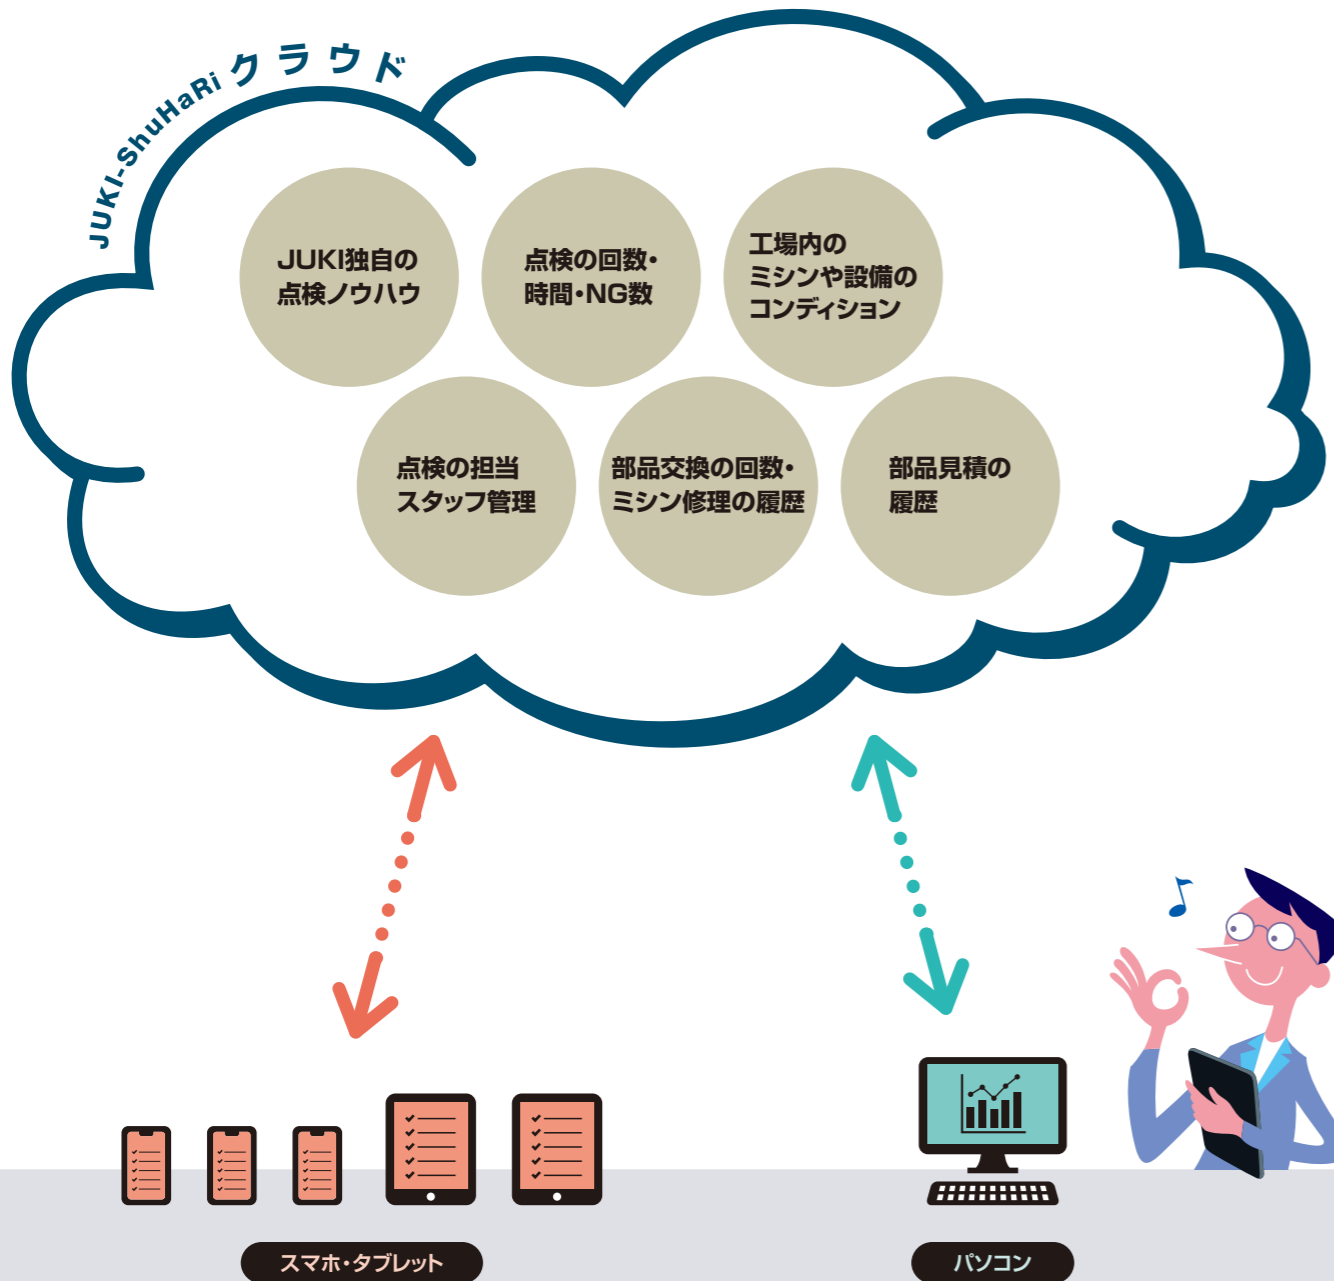 JUKI-ShuHaRi クラウド
JUKI独自の
点検ノウハウ
点検の回数・
時間・NG数
工場内の
ミシンや設備の
コンディション
点検の担当
スタッフ管理
部品交換の回数・
ミシン修理の履歴
部品見積の
履歴
スマホ・タブレット
パソコン